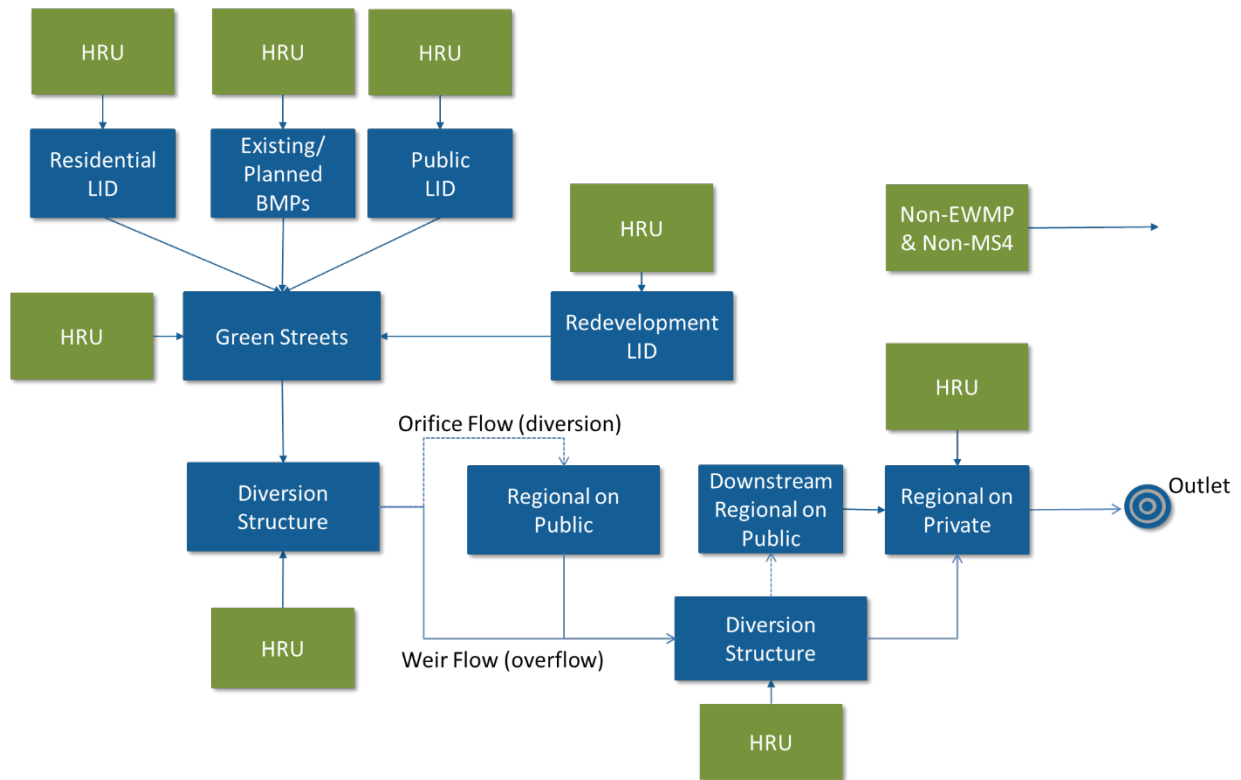 HRU
HRU
HRU
Residential
LID
Existing/
Planned
BMPs
Public
LID
HRU
Non-EWMP
& Non-MS4
HRU
Green Streets
Redevelopment
LID
HRU
Orifice Flow (diversion)
Diversion
Structure
Regional on
Public
Downstream
Regional on
Public
Regional on
Private
Outlet
HRU
Weir Flow (overflow)
Diversion
Structure
HRU